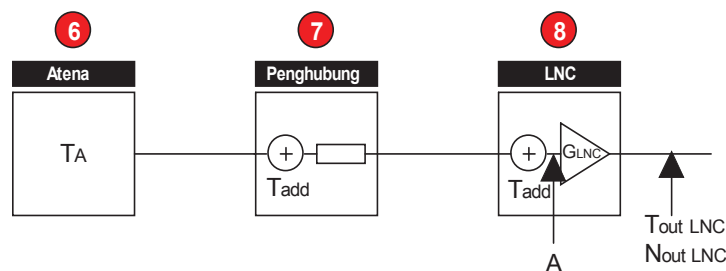 6
7
8
Atena
Penghubung
LNC
TA
Tadd
Tadd
GLNC
A
Tout LNC
Nout LNC